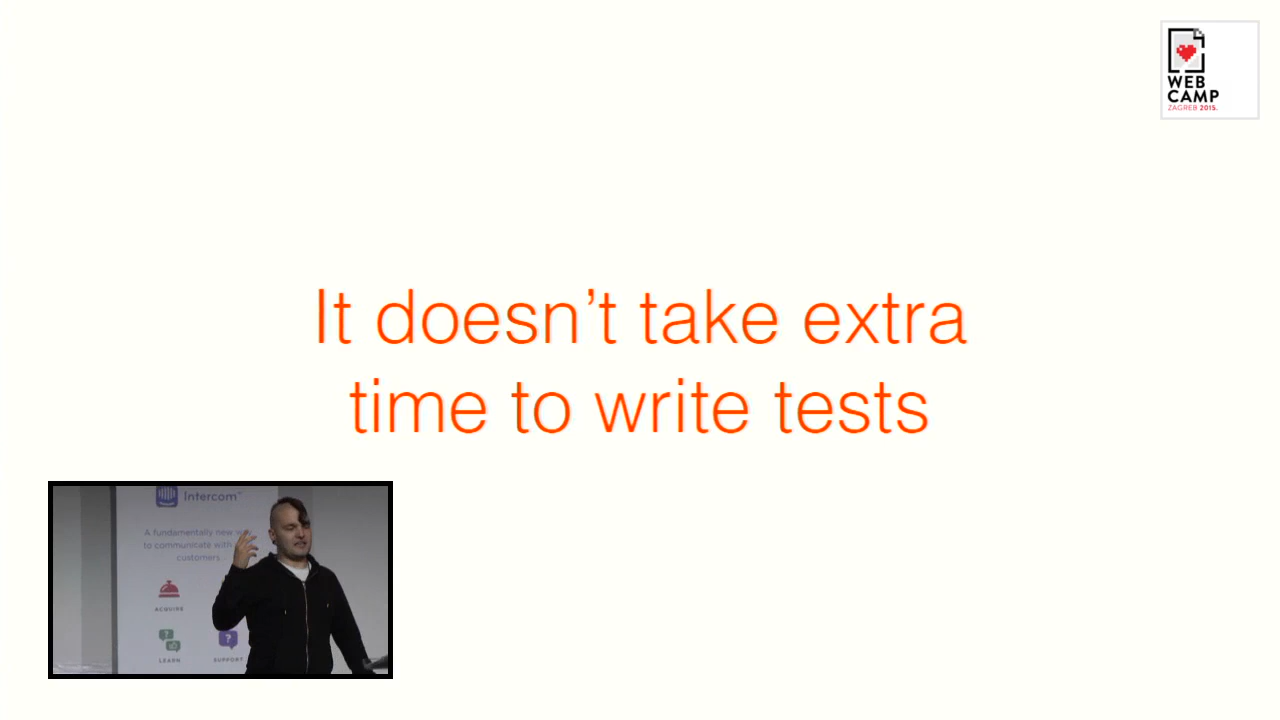 WEB
CAMP
ZAGREB 2015.
It doesn't take extra
time to write tests
Intercom
A fundamentally new way
to communicate with
customers
ACQUIRE
LEARN
SUPPORT